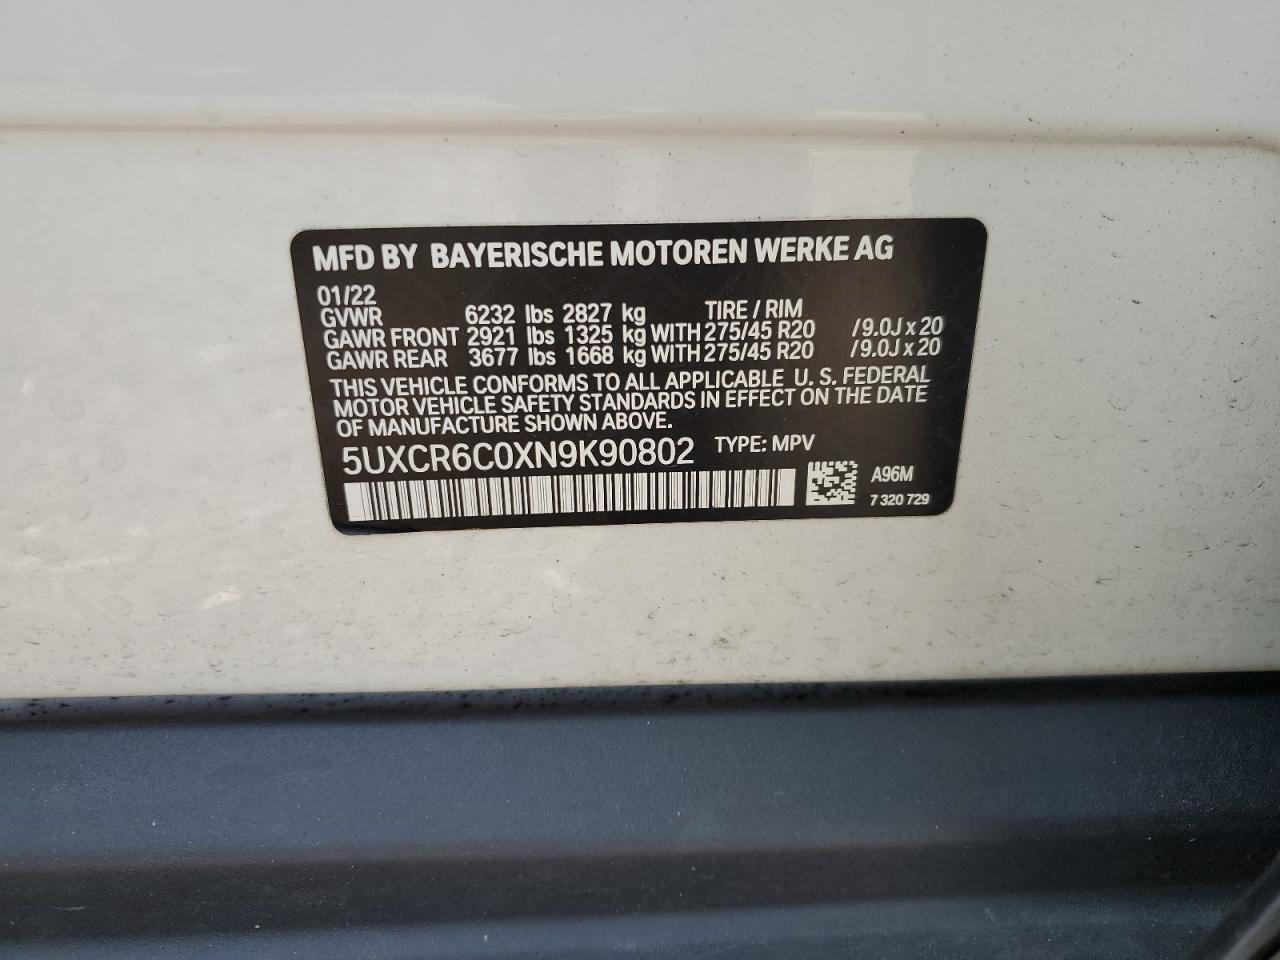 MFD BY BAYERISCHE MOTOREN WERKE AG
01/22
GVWR 6232 lbs 2827 kg TIRE / RIM
GAWR FRONT 2921 lbs 1325 kg WITH 275/45 R20 / 9.0J x 20
GAWR REAR 3677 lbs 1668 kg WITH 275/45 R20 / 9.0J x 20
THIS VEHICLE CONFORMS TO ALL APPLICABLE U. S. FEDERAL
MOTOR VEHICLE SAFETY STANDARDS IN EFFECT ON THE DATE
OF MANUFACTURE SHOWN ABOVE.
5UXCR6C0XN9K90802 TYPE: MPV
A96M
7 320 729